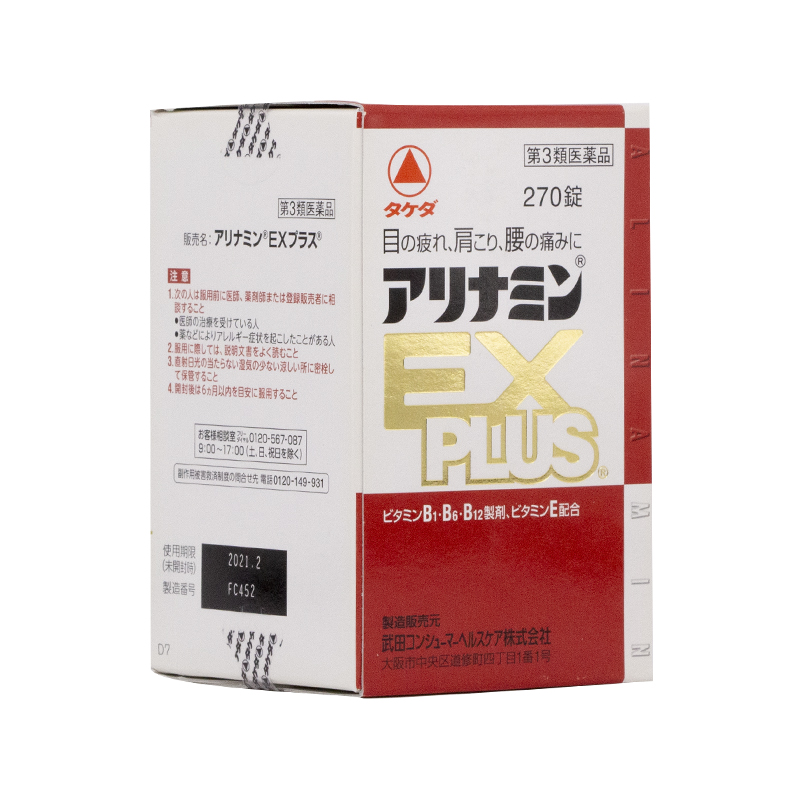 第3類医薬品
販売名：アリナミン®EXプラス®
注意
1.次の人は服用前に医師、薬剤師または登録販売者に相
談すること
●医師の治療を受けている人
●薬などによりアレルギー症状を起こしたことがある人
2.服用に際しては、説明文書をよく読むこと
3.直射日光の当たらない湿気の少ない涼しい所に密栓し
て保管すること
4.開封後は6ヵ月以内を目安に服用すること
お客様相談室 フリーダイヤル 0120-567-087
9:00~17:00(土、日、祝日を除く)
副作用被害救済制度の問合せ先 電話0120-149-931
使用期限
(未開封時)
2021.2
製造番号
FC452
D7
タケダ
第3類医薬品
270錠
目の疲れ、肩こり、腰の痛みに
アリナミン®
EX
PLUS®
ビタミンB1・B6・B12製剤、ビタミンE配合
製造販売元
武田コンシューマーヘルスケア株式会社
大阪市中央区道修町四丁目1番1号
ALINAMIN